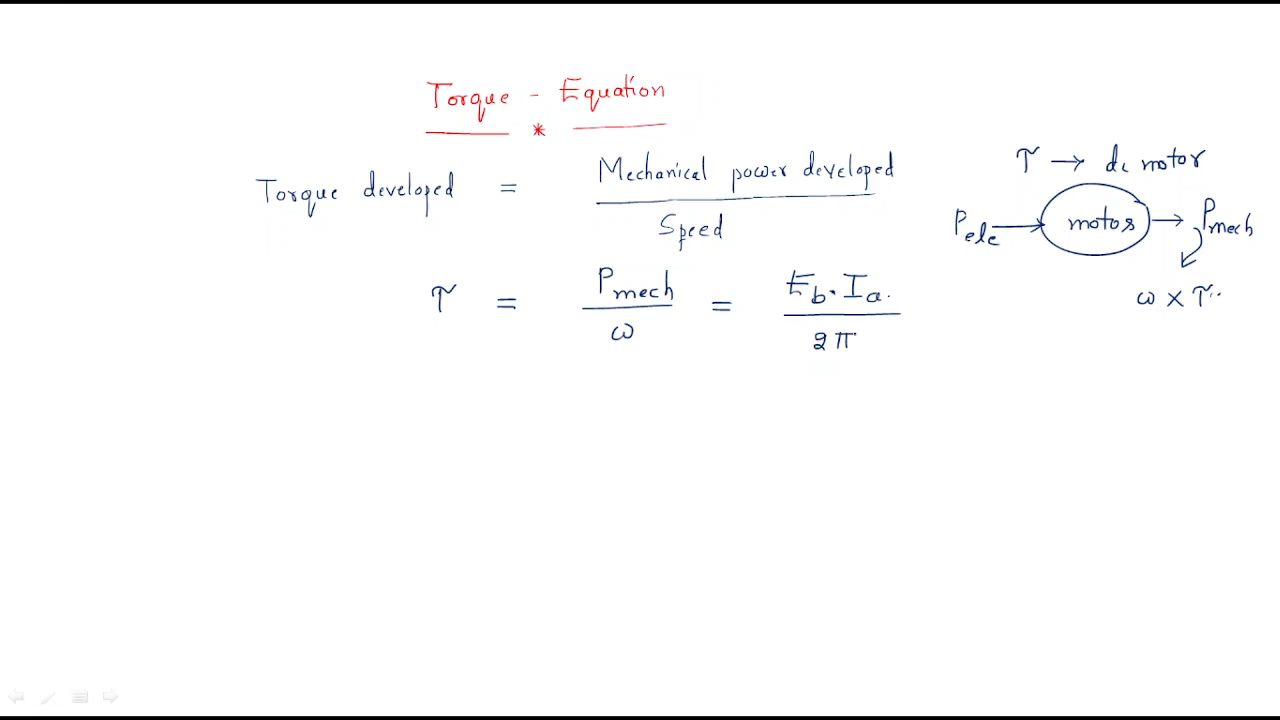 Torque - Equation
*
Torque developed = Mechanical power developed / Speed
τ = Pmech / ω = Eb · Ia. / 2π
τ → dc motor
Pele → motor → Pmech
ω × τ..